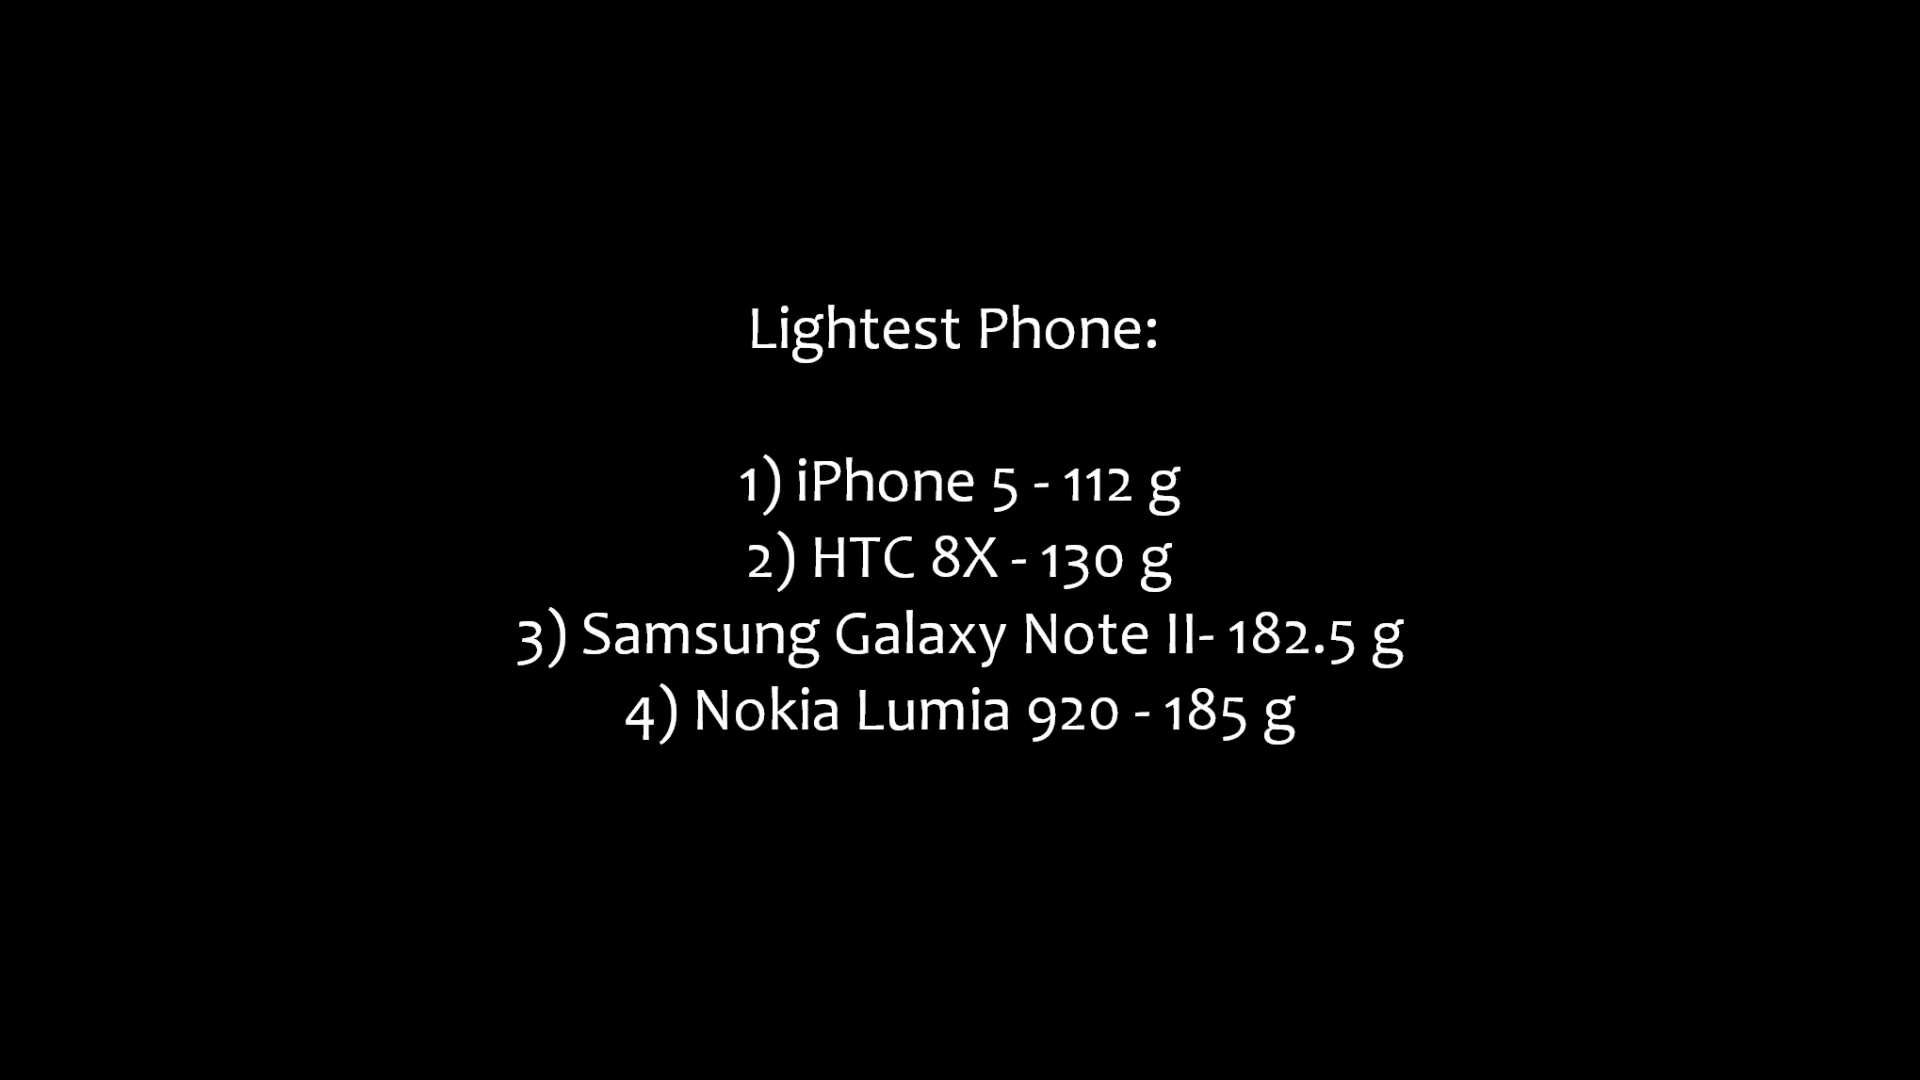 Lightest Phone:
1) iPhone 5 - 112 g
2) HTC 8X - 130 g
3) Samsung Galaxy Note II- 182.5 g
4) Nokia Lumia 920 - 185 g